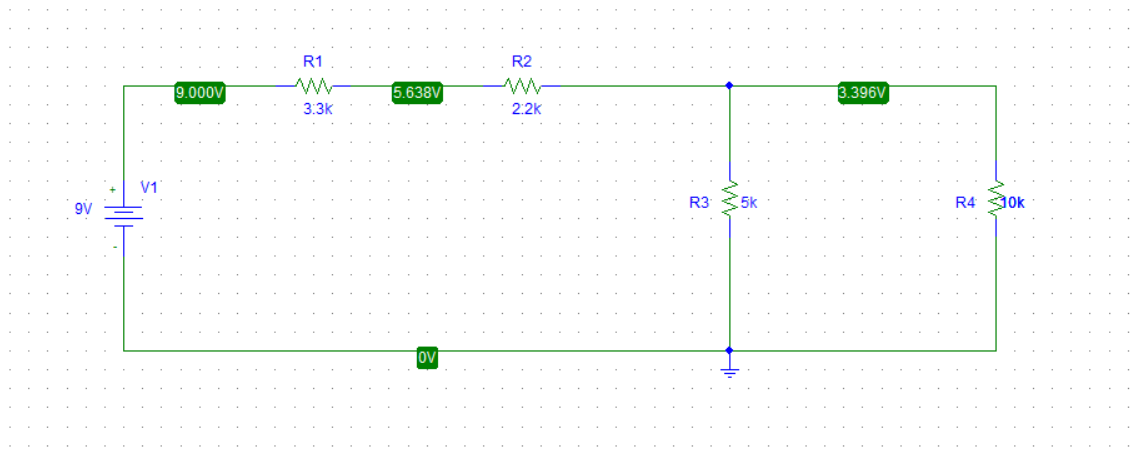 R1 R2
9.000V 5.638V 3.396V
3.3k 2.2k
+ V1
9V R3 5k R4 10k
-
0V